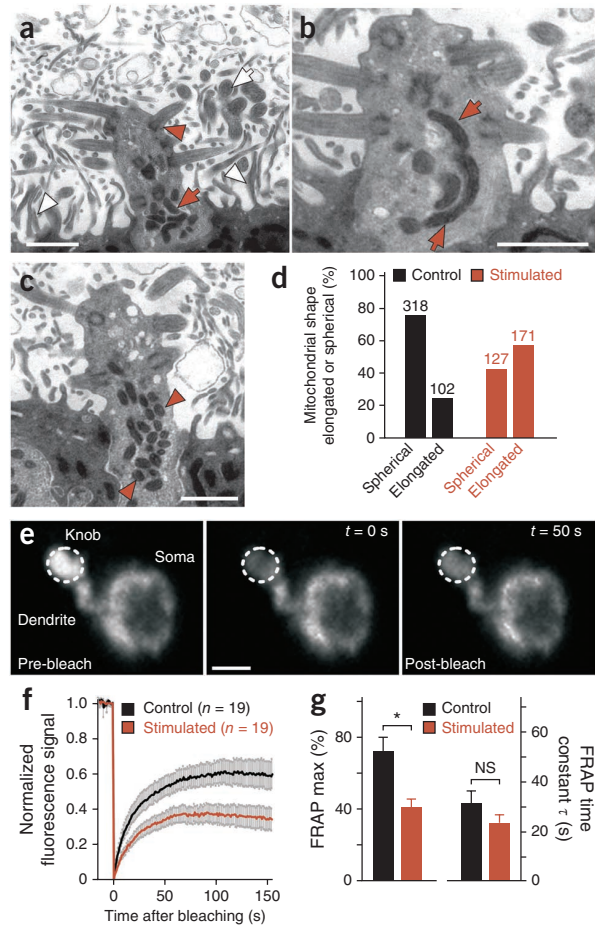 a
b
c
d
Control
Stimulated
Mitochondrial shape
elongated or spherical (%)
100
80
60
40
20
0
318
102
127
171
Spherical
Elongated
Spherical
Elongated
e
Knob
Soma
Dendrite
Pre-bleach
t = 0 s
t = 50 s
Post-bleach
f
Control (n = 19)
Stimulated (n = 19)
Normalized
fluorescence signal
1.0
0.8
0.6
0.4
0.2
0
0
50
100
150
Time after bleaching (s)
g
Control
Stimulated
FRAP max (%)
80
40
0
*
NS
60
40
20
0
FRAP time
constant τ (s)